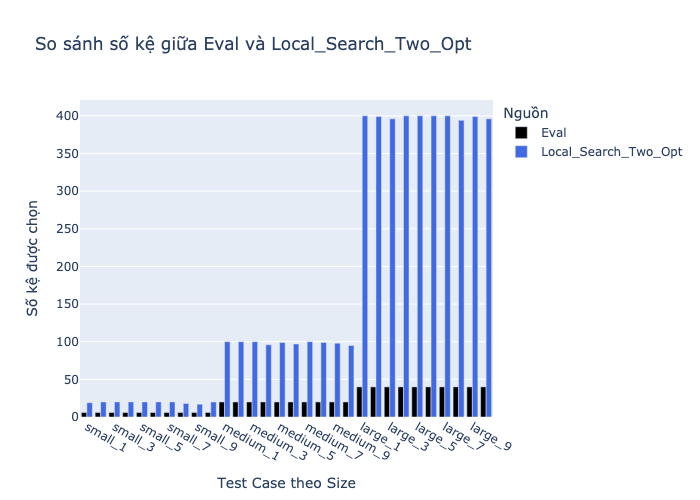 So sánh số kệ giữa Eval và Local_Search_Two_Opt
Nguồn
Eval
Local_Search_Two_Opt
Số kệ được chọn
400
350
300
250
200
150
100
50
0
small_1
small_3
small_5
small_7
small_9
medium_1
medium_3
medium_5
medium_7
medium_9
large_1
large_3
large_5
large_7
large_9
Test Case theo Size